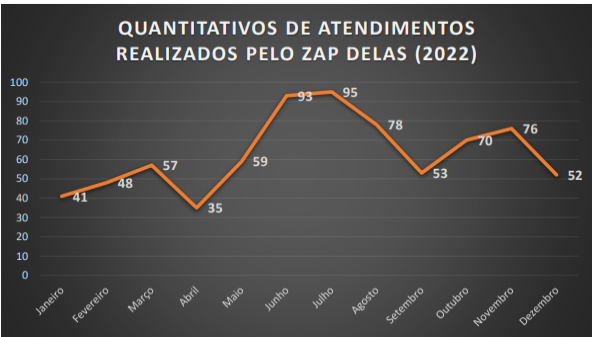 QUANTITATIVOS DE ATENDIMENTOS
REALIZADOS PELO ZAP DELAS (2022)
100
90
80
70
60
50
40
30
20
10
0
41
48
57
35
59
93
95
78
53
70
76
52
Janeiro
Fevereiro
Março
Abril
Maio
Junho
Julho
Agosto
Setembro
Outubro
Novembro
Dezembro